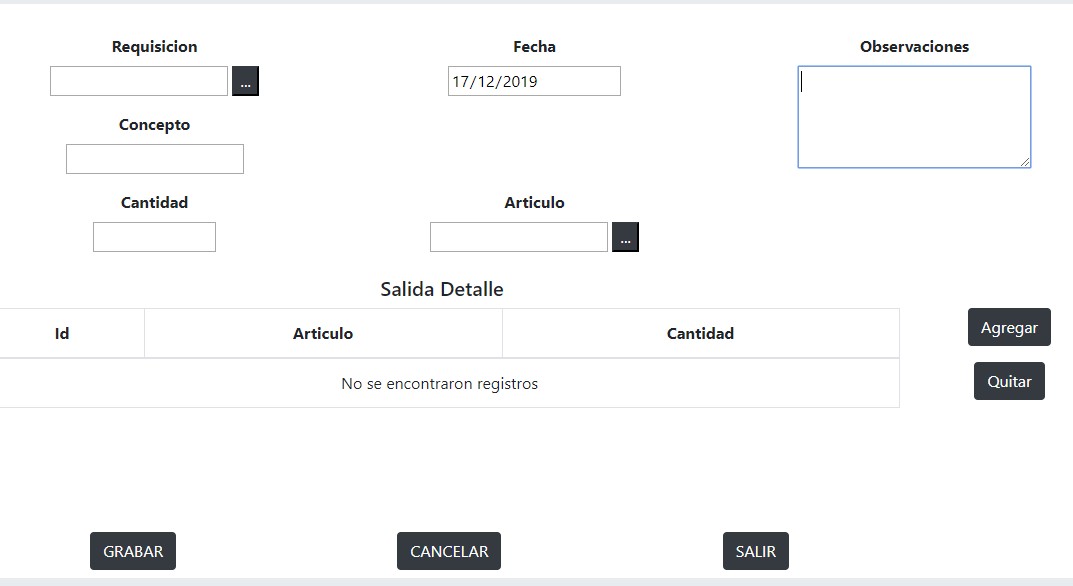 Requisicion Fecha Observaciones
... 17/12/2019
Concepto
Cantidad Articulo
...
Salida Detalle
Id Articulo Cantidad
Agregar
No se encontraron registros
Quitar
GRABAR CANCELAR SALIR